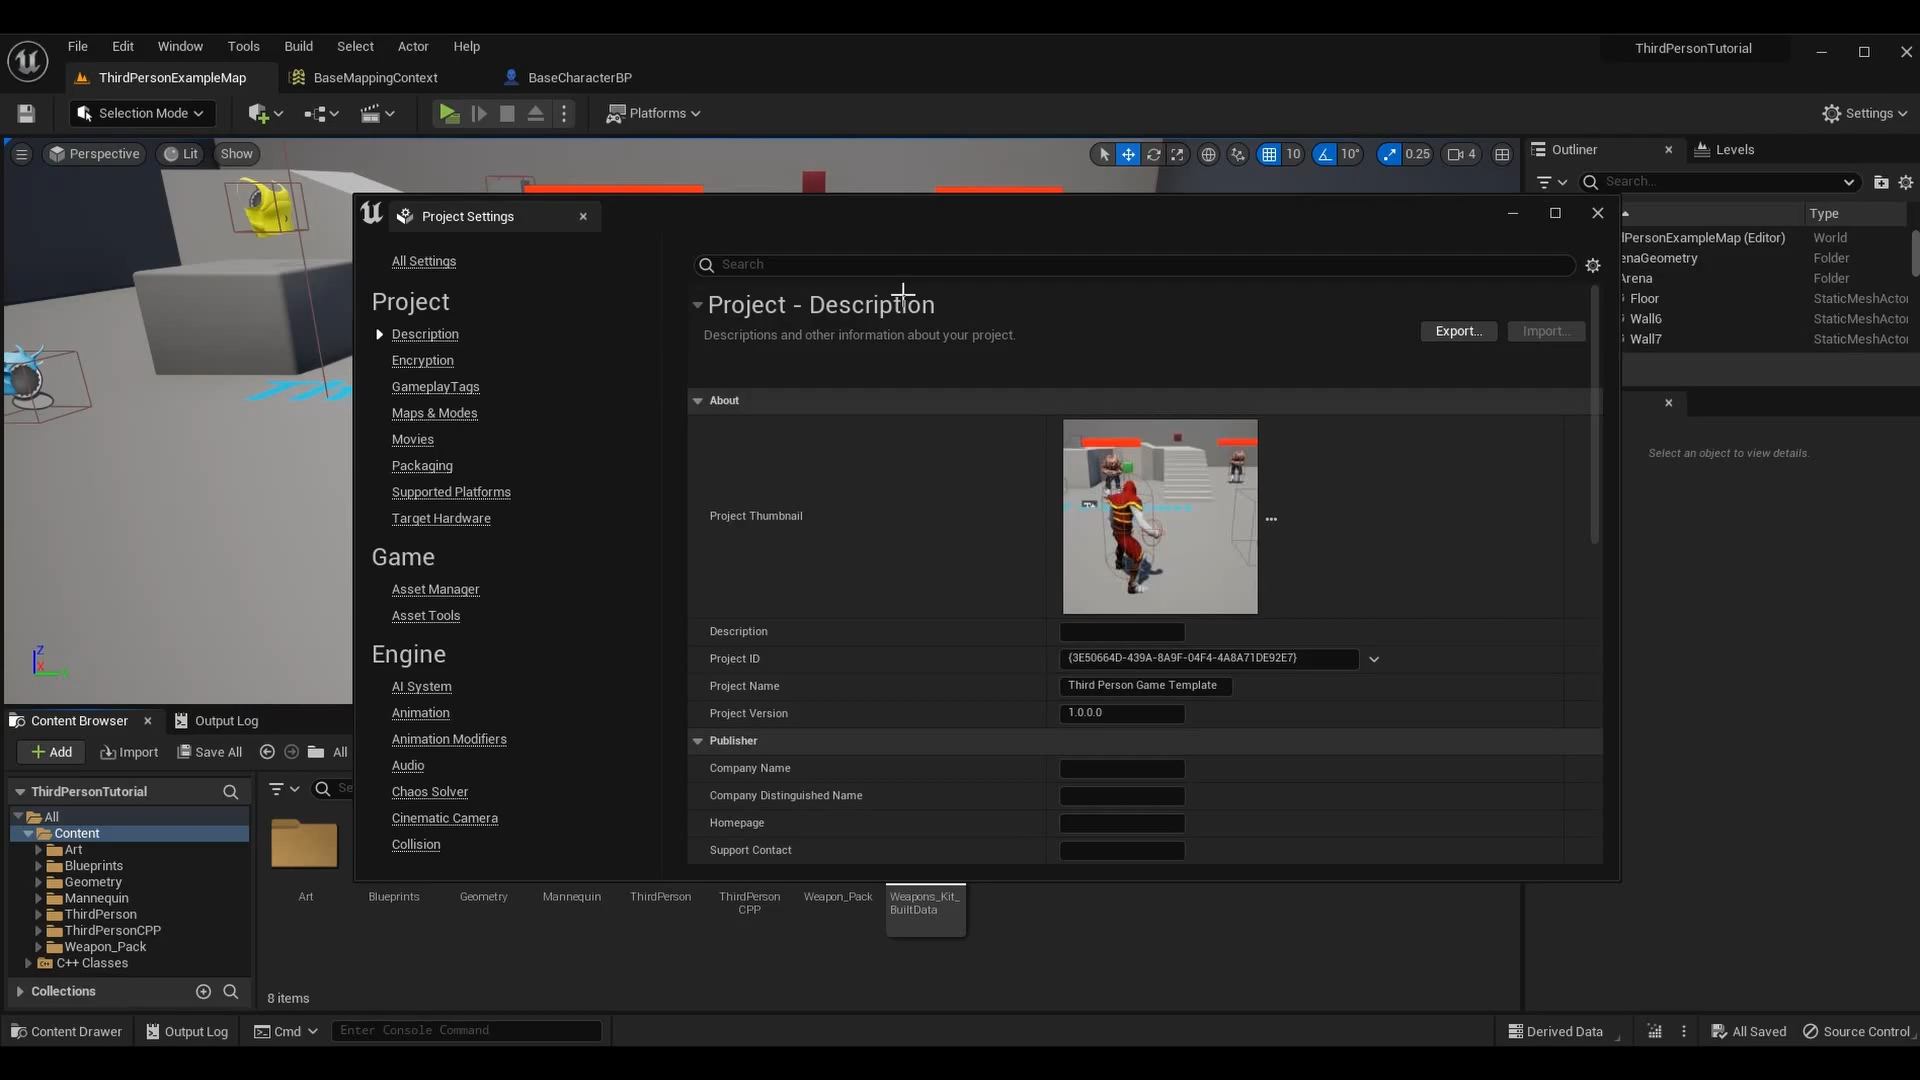 File Edit Window Tools Build Select Actor Help
ThirdPersonTutorial
ThirdPersonExampleMap BaseMappingContext BaseCharacterBP
Selection Mode Platforms Settings
Perspective Lit Show 10 10° 0.25 4
Outliner Levels
Search...
Type
lPersonExampleMap (Editor) World
enaGeometry Folder
Arena Folder
Floor StaticMeshActor
Wall6 StaticMeshActor
Wall7 StaticMeshActor
Select an object to view details.
Project Settings
All Settings
Project
Description
Encryption
GameplayTags
Maps & Modes
Movies
Packaging
Supported Platforms
Target Hardware
Game
Asset Manager
Asset Tools
Engine
AI System
Animation
Animation Modifiers
Audio
Chaos Solver
Cinematic Camera
Collision
Search
Project - Description
Descriptions and other information about your project.
Export... Import...
About
Project Thumbnail
Description
Project ID {3E50664D-439A-8A9F-04F4-4A8A71DE92E7}
Project Name Third Person Game Template
Project Version 1.0.0.0
Publisher
Company Name
Company Distinguished Name
Homepage
Support Contact
Z
X
Content Browser Output Log
Add Import Save All All
ThirdPersonTutorial
Se
All
Content
Art
Blueprints
Geometry
Mannequin
ThirdPerson
ThirdPersonCPP
Weapon_Pack
C++ Classes
Collections
Art Blueprints Geometry Mannequin ThirdPerson ThirdPerson Weapon_Pack Weapons_Kit_
CPP BuiltData
8 items
Content Drawer Output Log Cmd Enter Console Command Derived Data All Saved Source Control